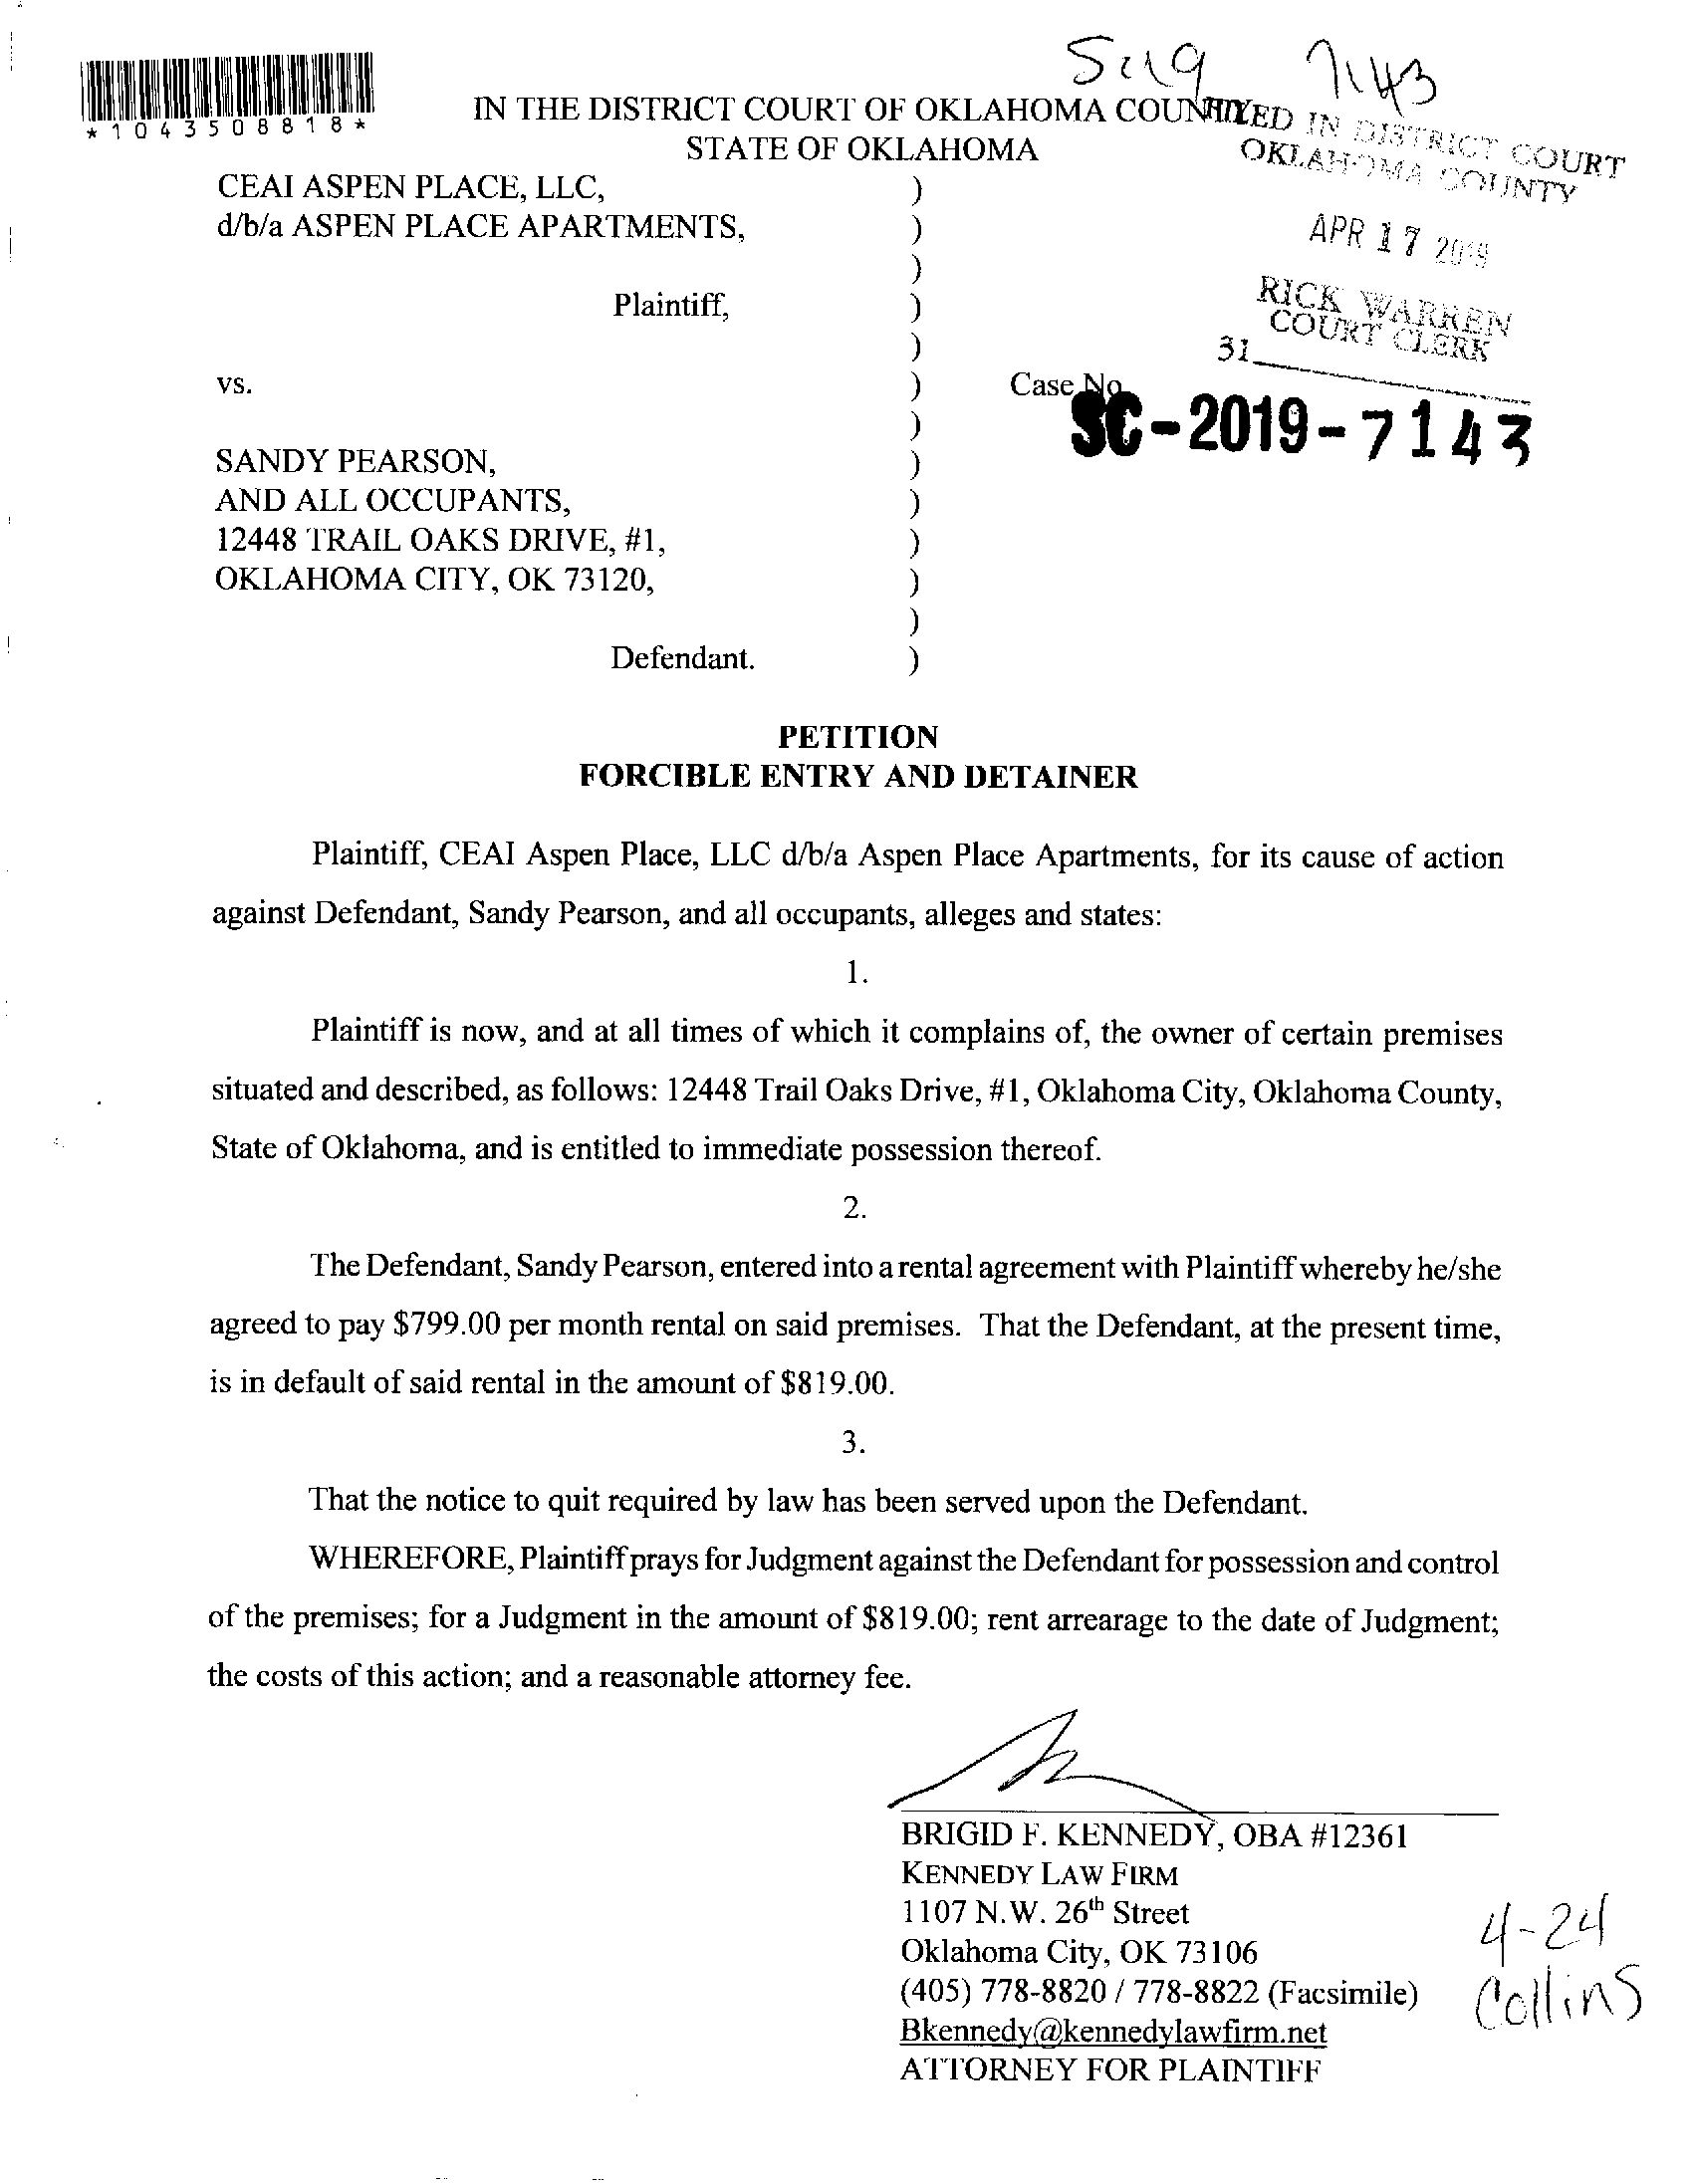 7143
*1043508818*
IN THE DISTRICT COURT OF OKLAHOMA COUNTY
STATE OF OKLAHOMA
FILED IN DISTRICT COURT
OKLAHOMA COUNTY
APR 17 2019
RICK WARREN
COURT CLERK
31
CEAI ASPEN PLACE, LLC, )
d/b/a ASPEN PLACE APARTMENTS, )
)
Plaintiff, )
)
vs. ) Case No.
SC-2019-7143
)
SANDY PEARSON, )
AND ALL OCCUPANTS, )
12448 TRAIL OAKS DRIVE, #1, )
OKLAHOMA CITY, OK 73120, )
)
Defendant. )
PETITION
FORCIBLE ENTRY AND DETAINER
Plaintiff, CEAI Aspen Place, LLC d/b/a Aspen Place Apartments, for its cause of action
against Defendant, Sandy Pearson, and all occupants, alleges and states:
1.
Plaintiff is now, and at all times of which it complains of, the owner of certain premises
situated and described, as follows: 12448 Trail Oaks Drive, #1, Oklahoma City, Oklahoma County,
State of Oklahoma, and is entitled to immediate possession thereof.
2.
The Defendant, Sandy Pearson, entered into a rental agreement with Plaintiff whereby he/she
agreed to pay $799.00 per month rental on said premises. That the Defendant, at the present time,
is in default of said rental in the amount of $819.00.
3.
That the notice to quit required by law has been served upon the Defendant.
WHEREFORE, Plaintiff prays for Judgment against the Defendant for possession and control
of the premises; for a Judgment in the amount of $819.00; rent arrearage to the date of Judgment;
the costs of this action; and a reasonable attorney fee.
BRIGID F. KENNEDY, OBA #12361
KENNEDY LAW FIRM
1107 N.W. 26th Street
Oklahoma City, OK 73106
(405) 778-8820 / 778-8822 (Facsimile)
Bkennedy@kennedylawfirm.net
ATTORNEY FOR PLAINTIFF
4-24
Collins